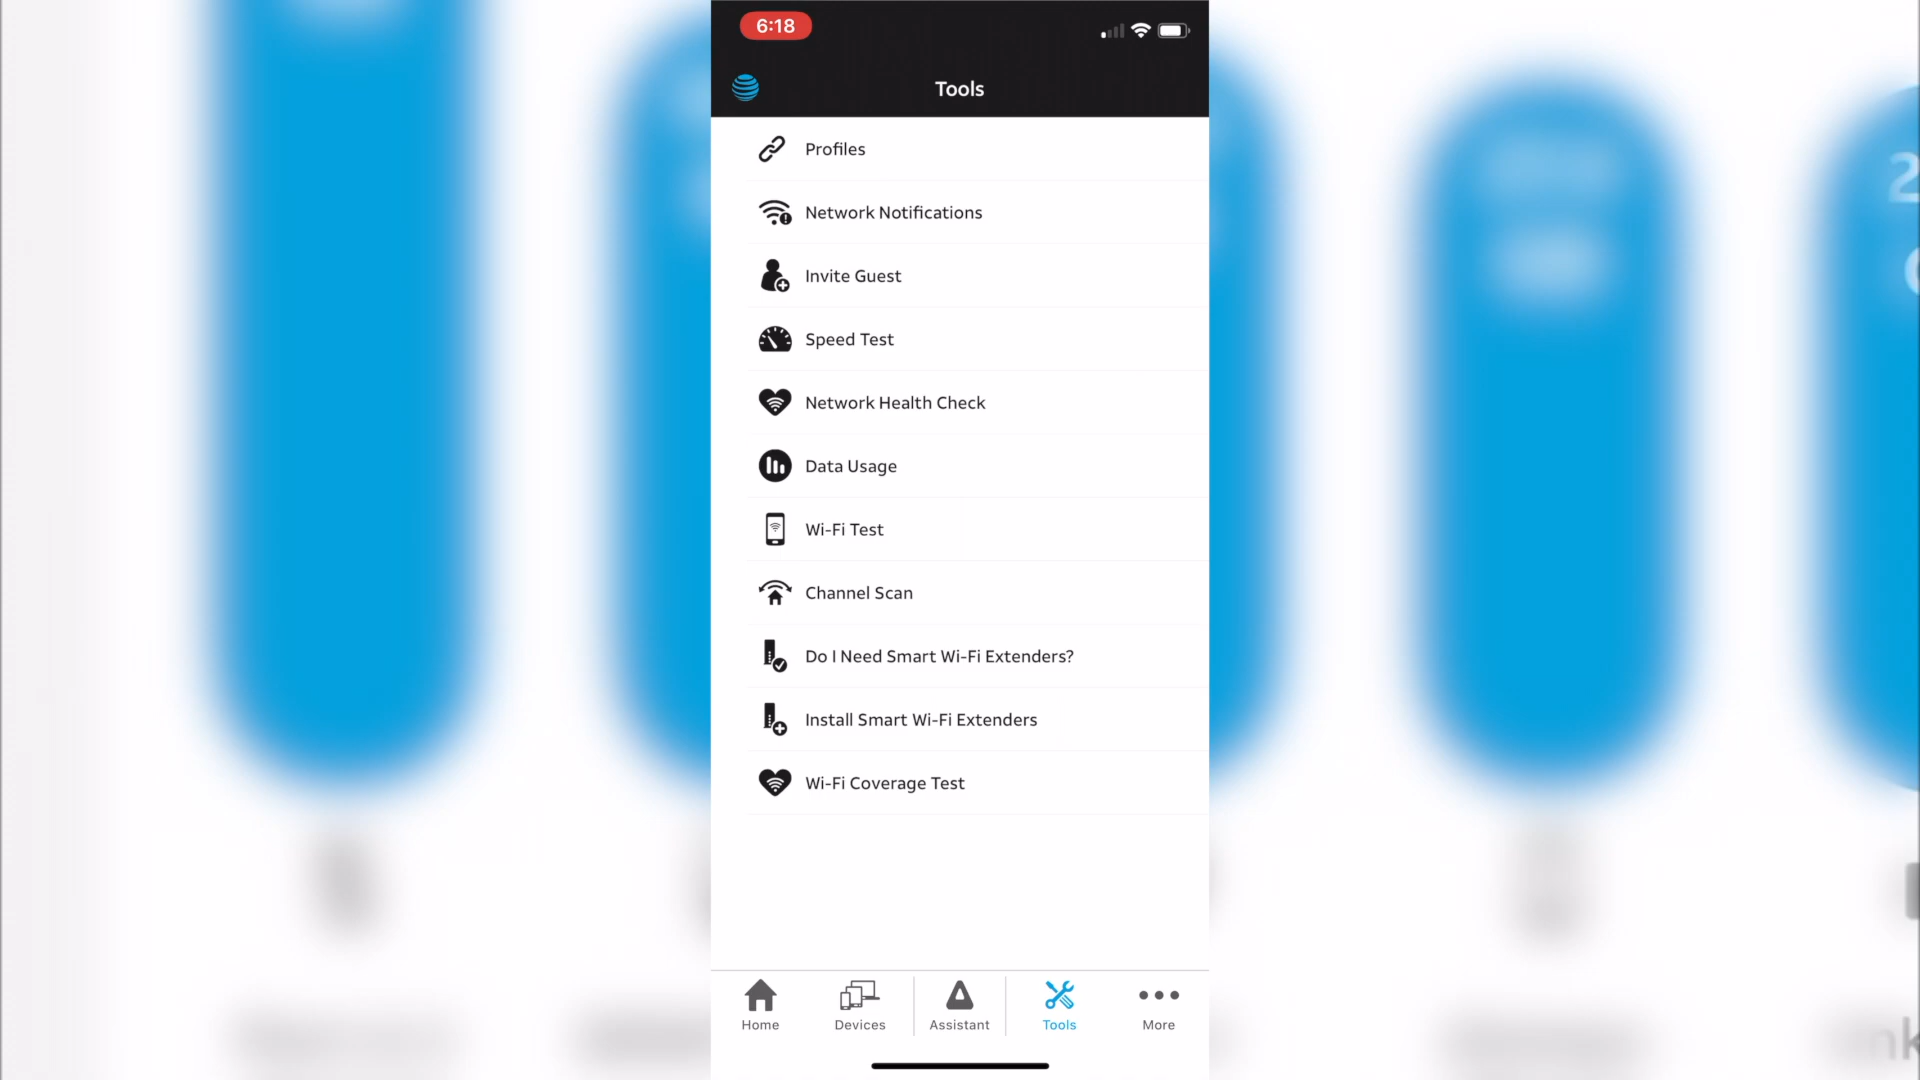 6:18
Tools
Profiles
Network Notifications
Invite Guest
Speed Test
Network Health Check
Data Usage
Wi-Fi Test
Channel Scan
Do I Need Smart Wi-Fi Extenders?
Install Smart Wi-Fi Extenders
Wi-Fi Coverage Test
Home
Devices
Assistant
Tools
More